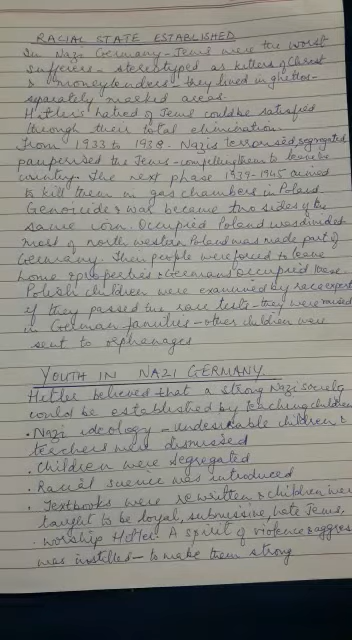 RACIAL STATE ESTABLISHED
In Nazi Germany - Jews were the worst
sufferers - stereotyped as killers of Christ
& moneylenders - they lived in ghettos -
separately marked areas.
Hitler's hatred of Jews could be satisfied
through their total elimination.
From 1933 to 1938 - Nazis terrorised, segregated
pauperised the Jews - compelling them to leave the
country. The next phase 1939-1945 aimed
to kill them in gas chambers in Poland
Genoicide & war became two sides of the
same coin. Occupied Poland was divided
most of north western Poland was made part of
Germany. Then people were forced to leave
home & properties & Germans occupied
Polish children were examined by race expert
if they passed the race tests - they were raised
in German families - other children were
sent to orphanages
YOUTH IN NAZI GERMANY
Hitler believed that a strong Nazi society
could be established by teaching children
• Nazi ideology - undesirable children &
teachers were dismissed
• Children were segregated
• Racial science was introduced
• Textbooks were rewritten & children were
taught to be loyal, submissive, hate Jews,
• worship Hitler. A spirit of violence & aggres
was instilled - to make them strong